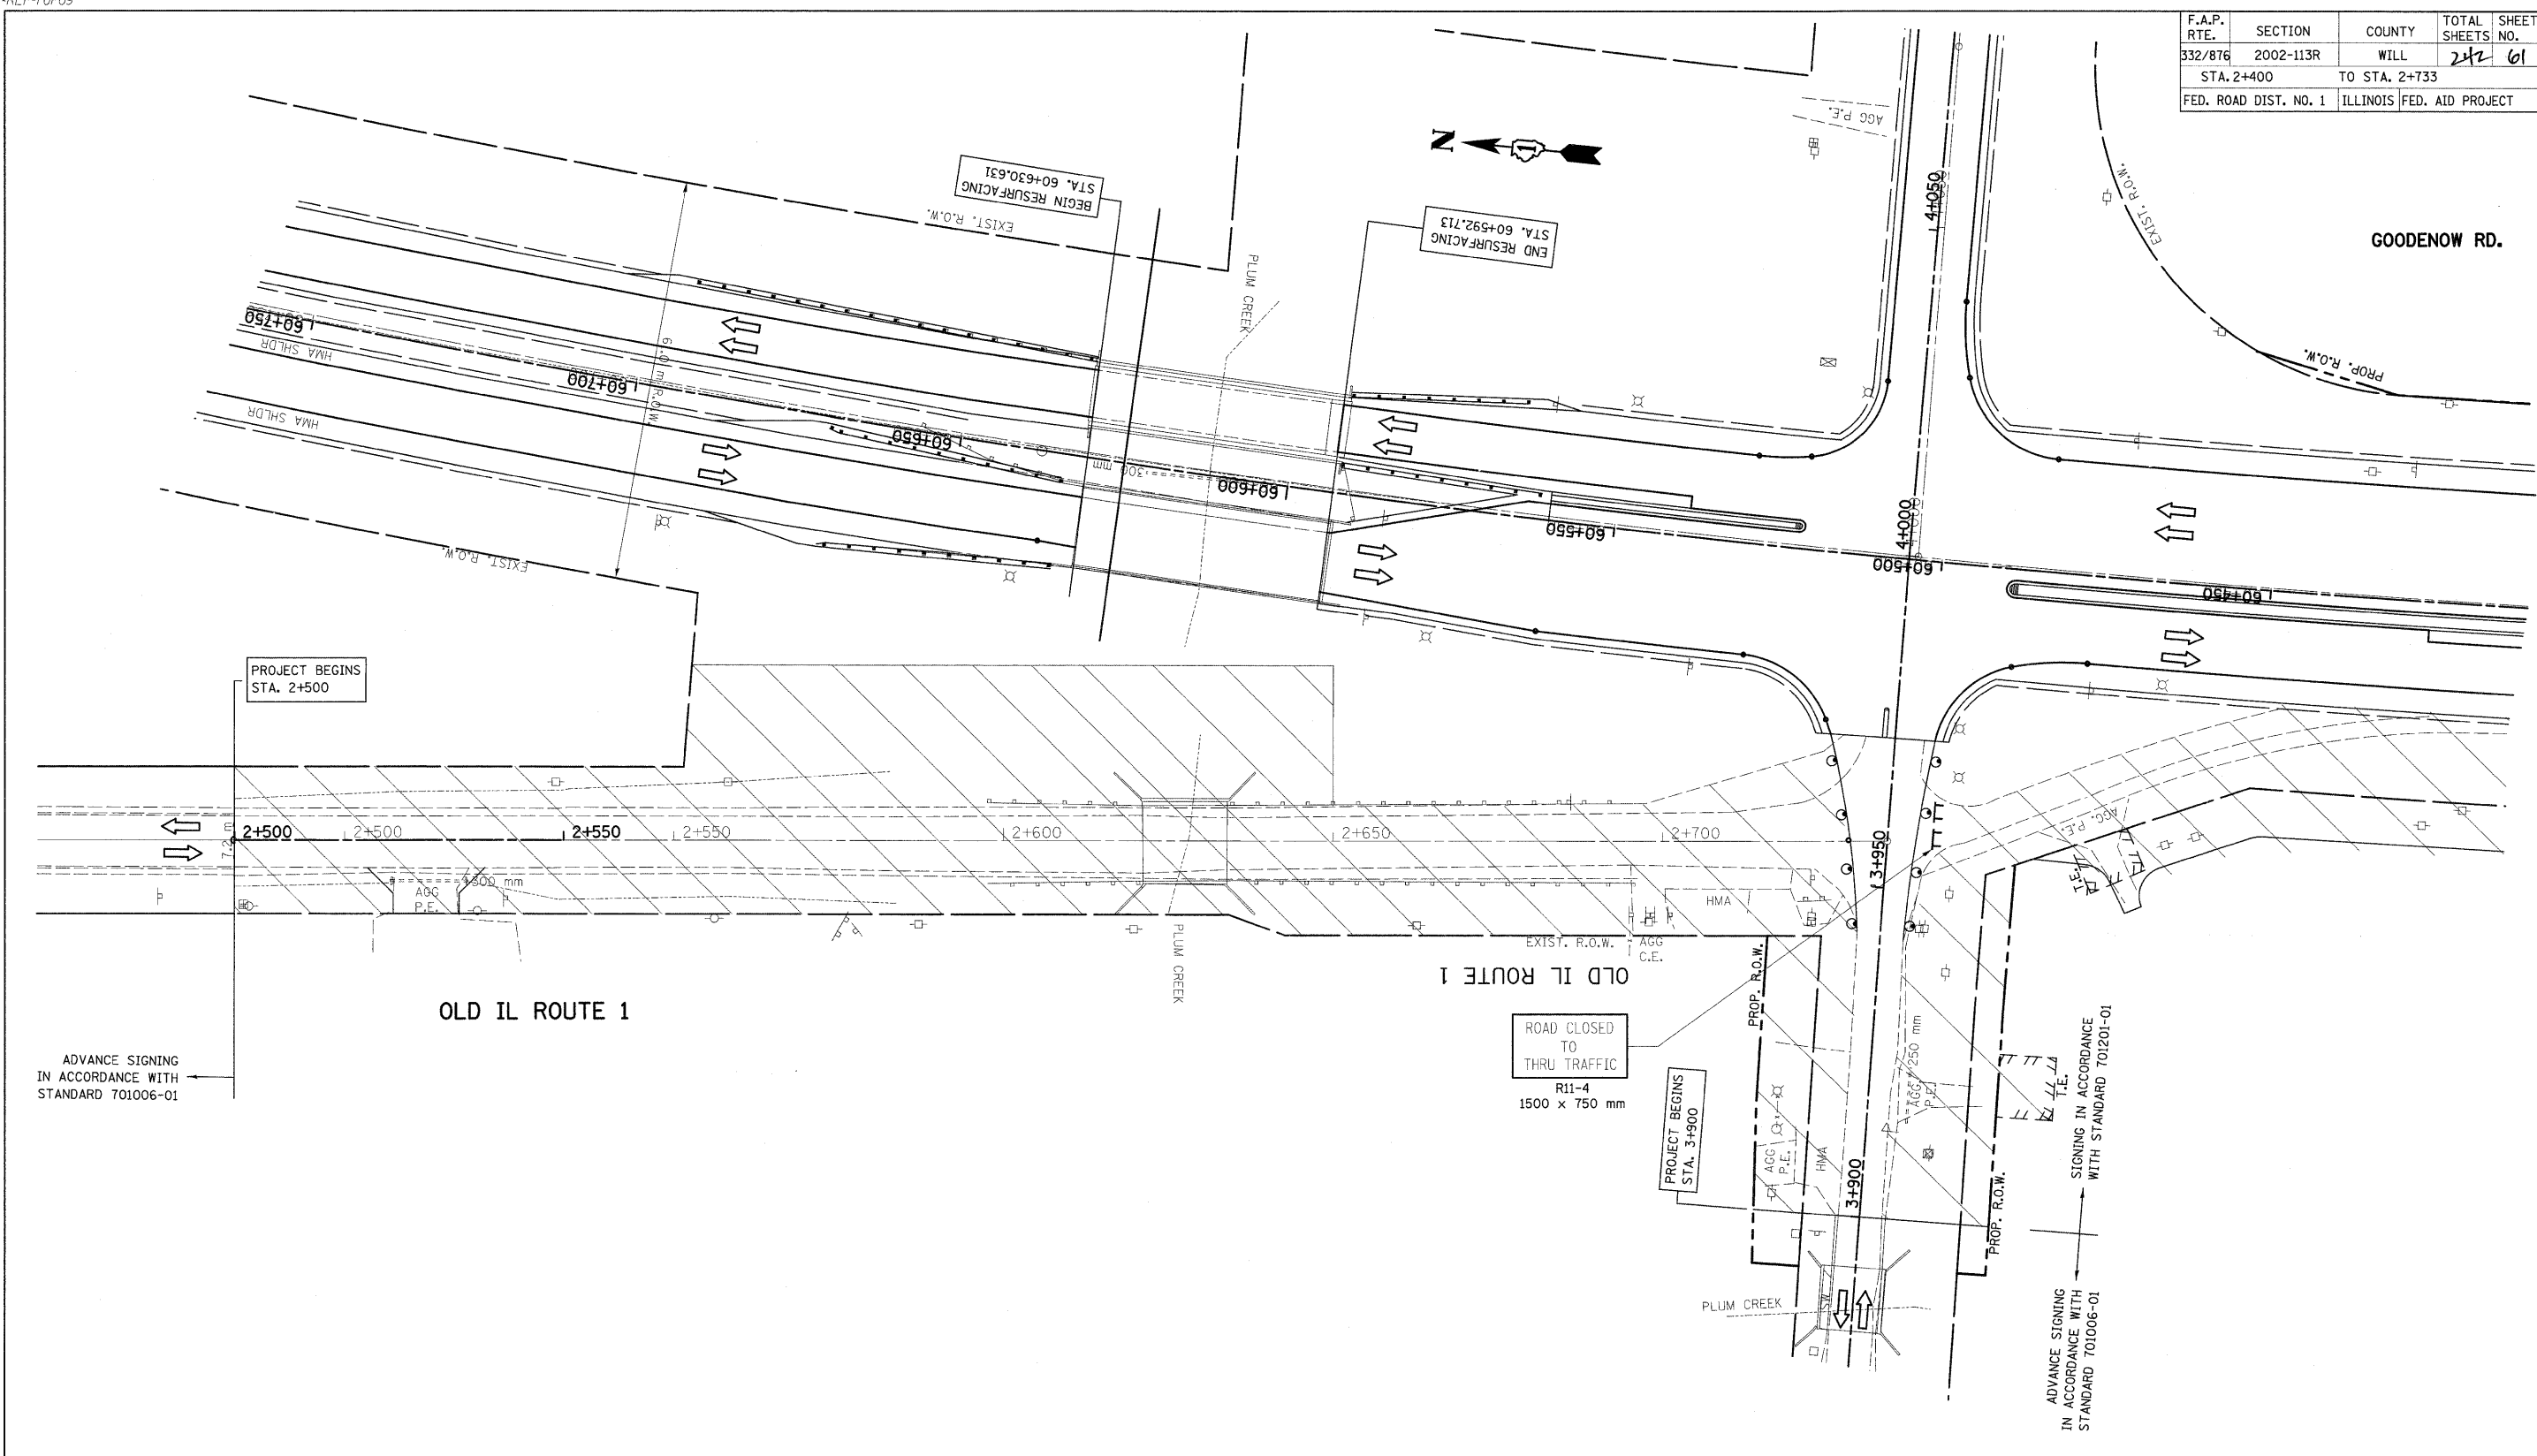 F.A.P. RTE. SECTION COUNTY TOTAL SHEETS SHEET NO.
332/876 2002-113R WILL 242 61
STA. 2+400 TO STA. 2+733
FED. ROAD DIST. NO. 1 ILLINOIS FED. AID PROJECT
N
1
AGG P.E.
EXIST. R.O.W.
GOODENOW RD.
PROP. R.O.W.
4+050
BEGIN RESURFACING
STA. 60+630.631
EXIST. R.O.W.
END RESURFACING
STA. 60+592.713
PLUM CREEK
60+750
HMA SHLDR
HMA SHLDR
60+700
R.O.W.
60+650
300 mm
60+600
60+550
4+000
60+500
60+450
EXIST. R.O.W.
PROJECT BEGINS
STA. 2+500
2+500
2+500
2+550
2+550
2+600
2+650
2+700
7.2 m
AGG
P.E.
300 mm
3+950
AGG. P.E.
T.E.
HMA
EXIST. R.O.W.
AGG
C.E.
PLUM CREEK
OLD IL ROUTE 1
OLD IL ROUTE 1
PROP. R.O.W.
ROAD CLOSED
TO
THRU TRAFFIC
R11-4
1500 x 750 mm
ADVANCE SIGNING
IN ACCORDANCE WITH
STANDARD 701006-01
PROJECT BEGINS
STA. 3+900
AGG
P.E.
HMA
3+900
250 mm
AGG
P.E.
T.E.
PROP. R.O.W.
SIGNING IN ACCORDANCE
WITH STANDARD 701201-01
PLUM CREEK
SW
ADVANCE SIGNING
IN ACCORDANCE WITH
STANDARD 701006-01